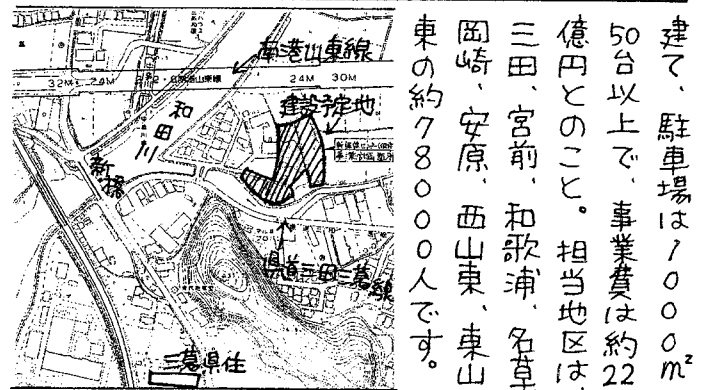 建て、駐車場は1000m²
50台以上で、事業費は約22
億円とのこと。担当地区は、
三田、宮前、和歌浦、名草
岡崎、安原、西山東、東山
東の約78000人です。
南港山東線
32M
24M
24M 30M
建設予定地
和田川
新橋
県道三田三葛線
三葛県住